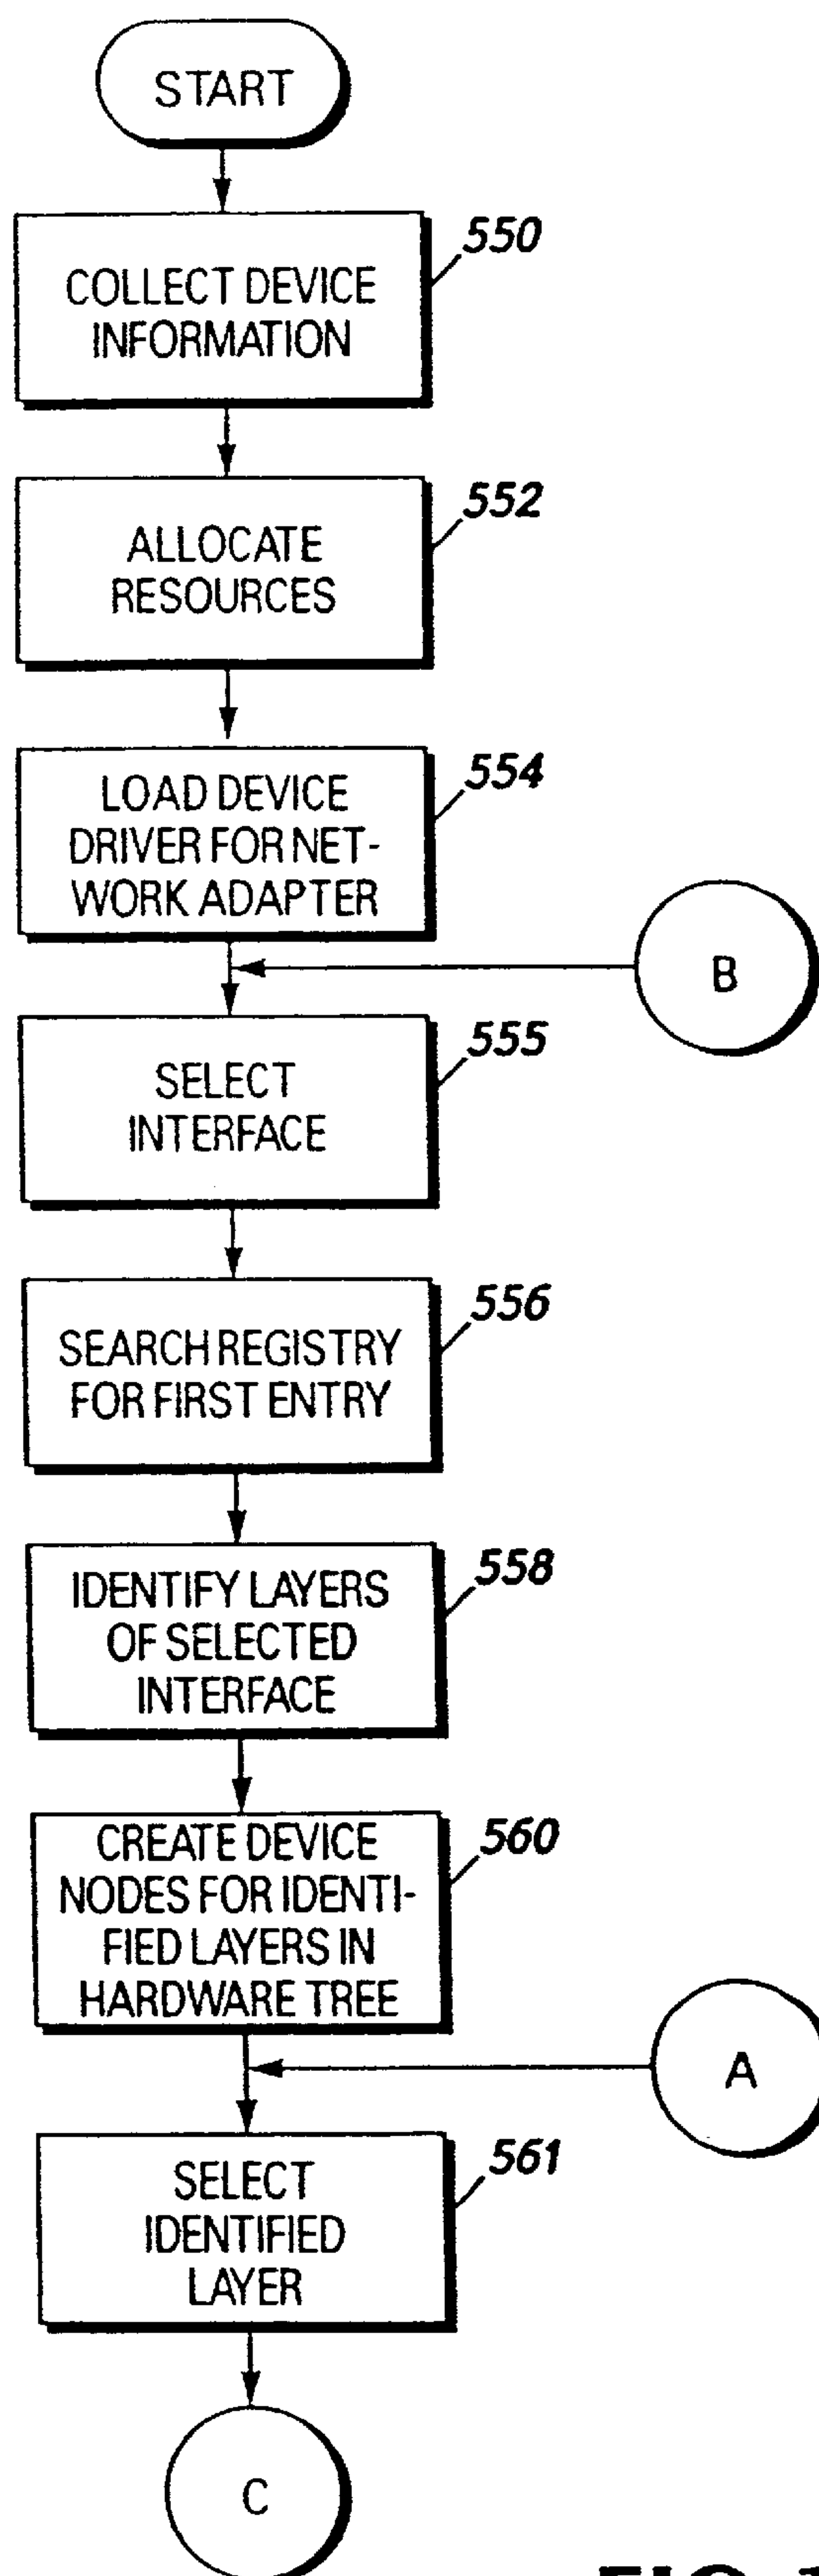 START
550
COLLECT DEVICE
INFORMATION
552
ALLOCATE
RESOURCES
554
LOAD DEVICE
DRIVER FOR NET-
WORK ADAPTER
B
555
SELECT
INTERFACE
556
SEARCH REGISTRY
FOR FIRST ENTRY
558
IDENTIFY LAYERS
OF SELECTED
INTERFACE
560
CREATE DEVICE
NODES FOR IDENTI-
FIED LAYERS IN
HARDWARE TREE
A
561
SELECT
IDENTIFIED
LAYER
C